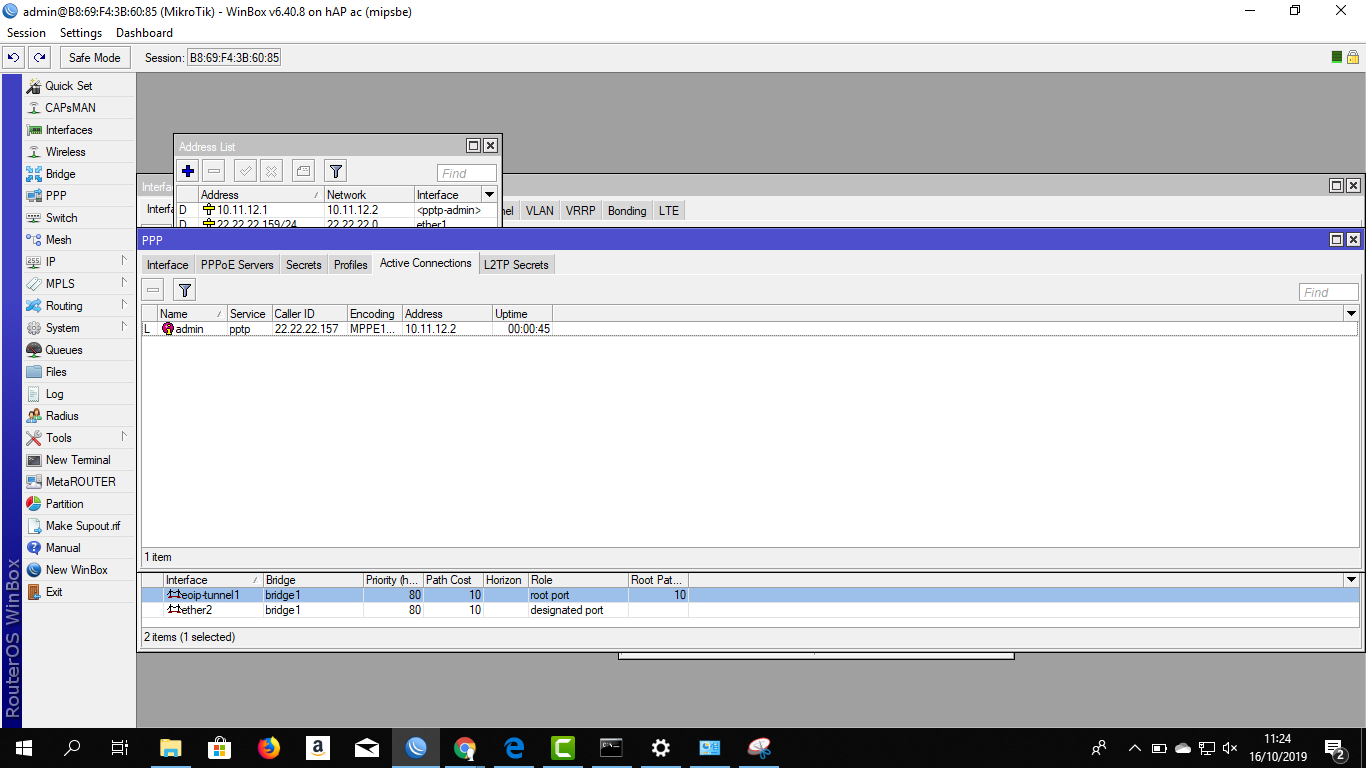 admin@B8:69:F4:3B:60:85 (MikroTik) - WinBox v6.40.8 on hAP ac (mipsbe)
Session Settings Dashboard
Safe Mode Session: B8:69:F4:3B:60:85
Quick Set
CAPsMAN
Interfaces
Wireless
Bridge
PPP
Switch
Mesh
IP
MPLS
Routing
System
Queues
Files
Log
Radius
Tools
New Terminal
MetaROUTER
Partition
Make Supout.rif
Manual
New WinBox
Exit
RouterOS WinBox
Address List
Find
Address Network Interface
D 10.11.12.1 10.11.12.2 <pptp-admin>
D 22.22.22.159/24 22.22.22.0 ether1
VLAN VRRP Bonding LTE
PPP
Interface PPPoE Servers Secrets Profiles Active Connections L2TP Secrets
Find
Name Service Caller ID Encoding Address Uptime
L admin pptp 22.22.22.157 MPPE1... 10.11.12.2 00:00:45
1 item
Interface Bridge Priority (h... Path Cost Horizon Role Root Pat...
eoip-tunnel1 bridge1 80 10 root port 10
ether2 bridge1 80 10 designated port
2 items (1 selected)
11:24
16/10/2019
2